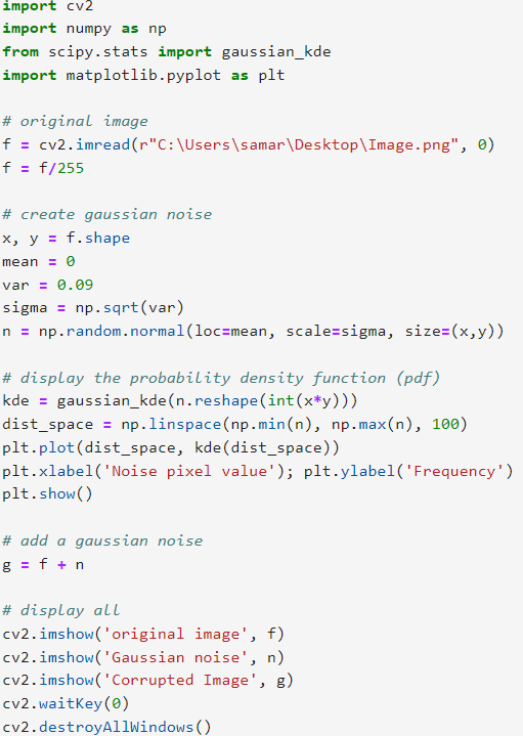 import cv2
import numpy as np
from scipy.stats import gaussian_kde
import matplotlib.pyplot as plt

# original image
f = cv2.imread(r"C:\Users\samar\Desktop\Image.png", 0)
f = f/255

# create gaussian noise
x, y = f.shape
mean = 0
var = 0.09
sigma = np.sqrt(var)
n = np.random.normal(loc=mean, scale=sigma, size=(x,y))

# display the probability density function (pdf)
kde = gaussian_kde(n.reshape(int(x*y)))
dist_space = np.linspace(np.min(n), np.max(n), 100)
plt.plot(dist_space, kde(dist_space))
plt.xlabel('Noise pixel value'); plt.ylabel('Frequency')
plt.show()

# add a gaussian noise
g = f + n

# display all
cv2.imshow('original image', f)
cv2.imshow('Gaussian noise', n)
cv2.imshow('Corrupted Image', g)
cv2.waitKey(0)
cv2.destroyAllWindows()